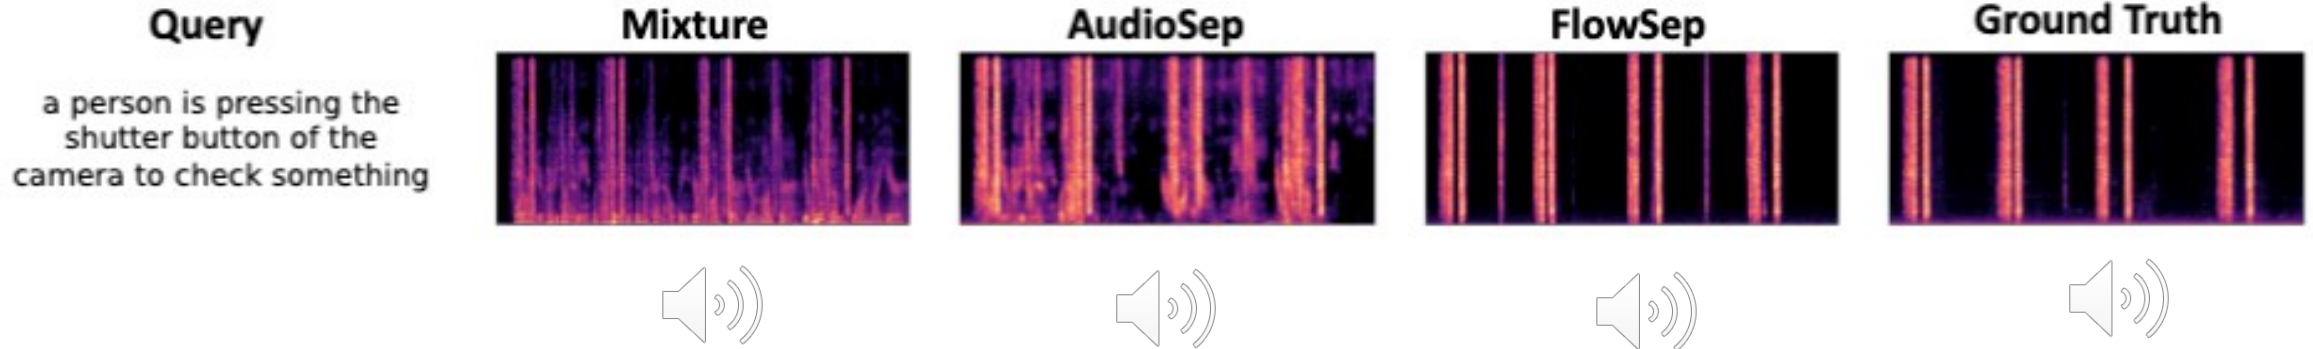 Query
Mixture
AudioSep
FlowSep
Ground Truth
a person is pressing the
shutter button of the
camera to check something